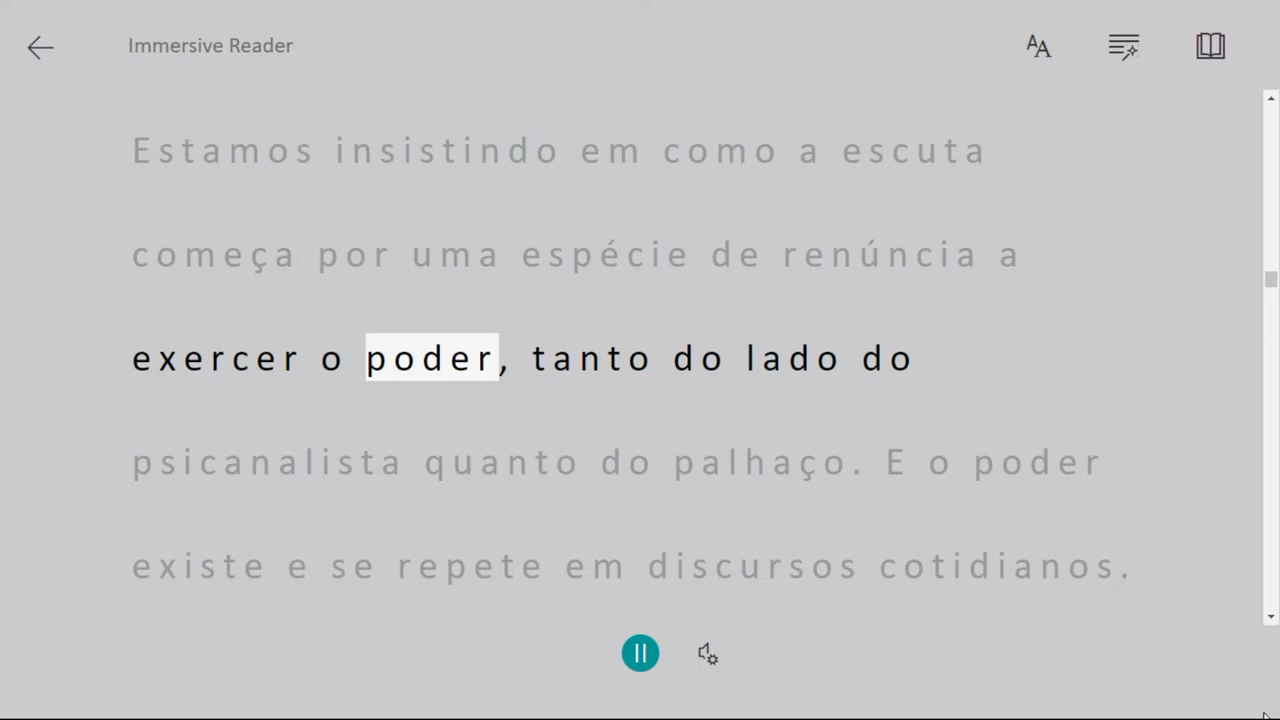 Immersive Reader
Estamos insistindo em como a escuta
começa por uma espécie de renúncia a
exercer o poder, tanto do lado do
psicanalista quanto do palhaço. E o poder
existe e se repete em discursos cotidianos.